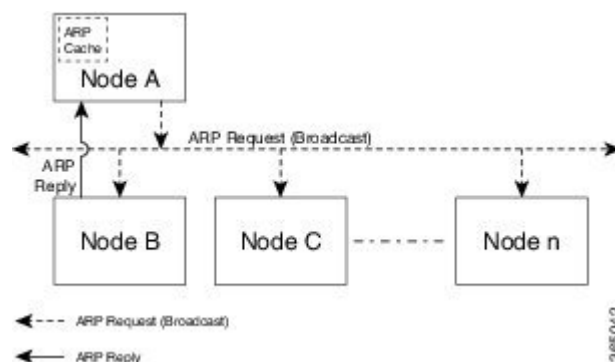 ARP
Cache
Node A
ARP Request (Broadcast)
ARP
Reply
Node B
Node C
Node n
ARP Request (Broadcast)
ARP Reply